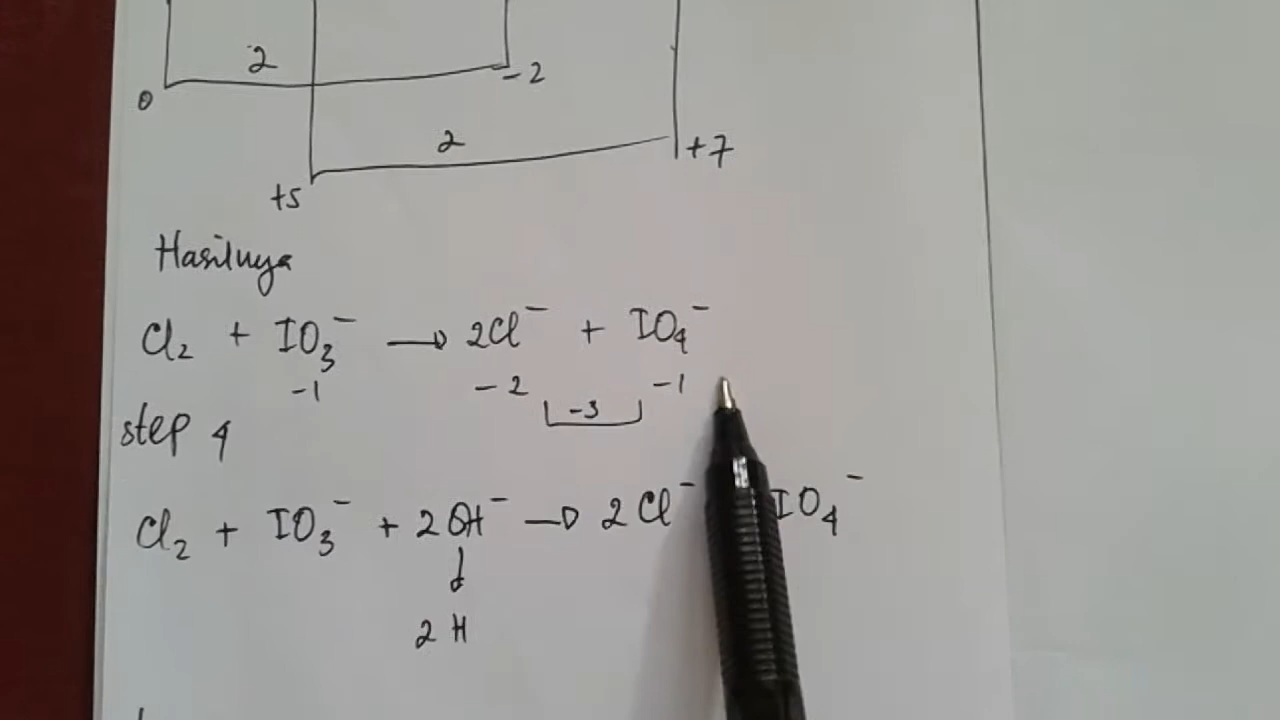 2
0 -2
2
+7
+5
Hasilnya
Cl₂ + IO₃⁻ → 2Cl⁻ + IO₄⁻
-1 -2 -3 -1
step 4
Cl₂ + IO₃⁻ + 2OH⁻ → 2Cl⁻ IO₄⁻
↓
2H